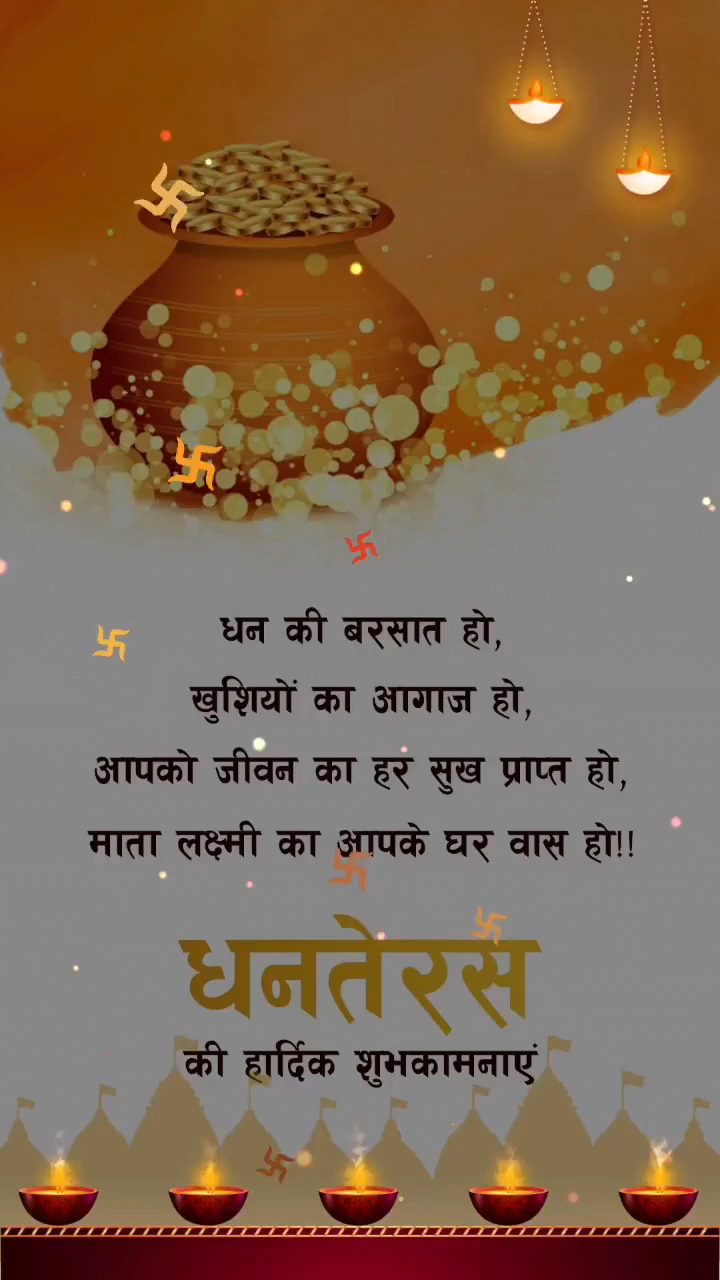 धन की बरसात हो,
खुशियों का आगाज हो,
आपको जीवन का हर सुख प्राप्त हो,
माता लक्ष्मी का आपके घर वास हो!!
धनतेरस
की हार्दिक शुभकामनाएं